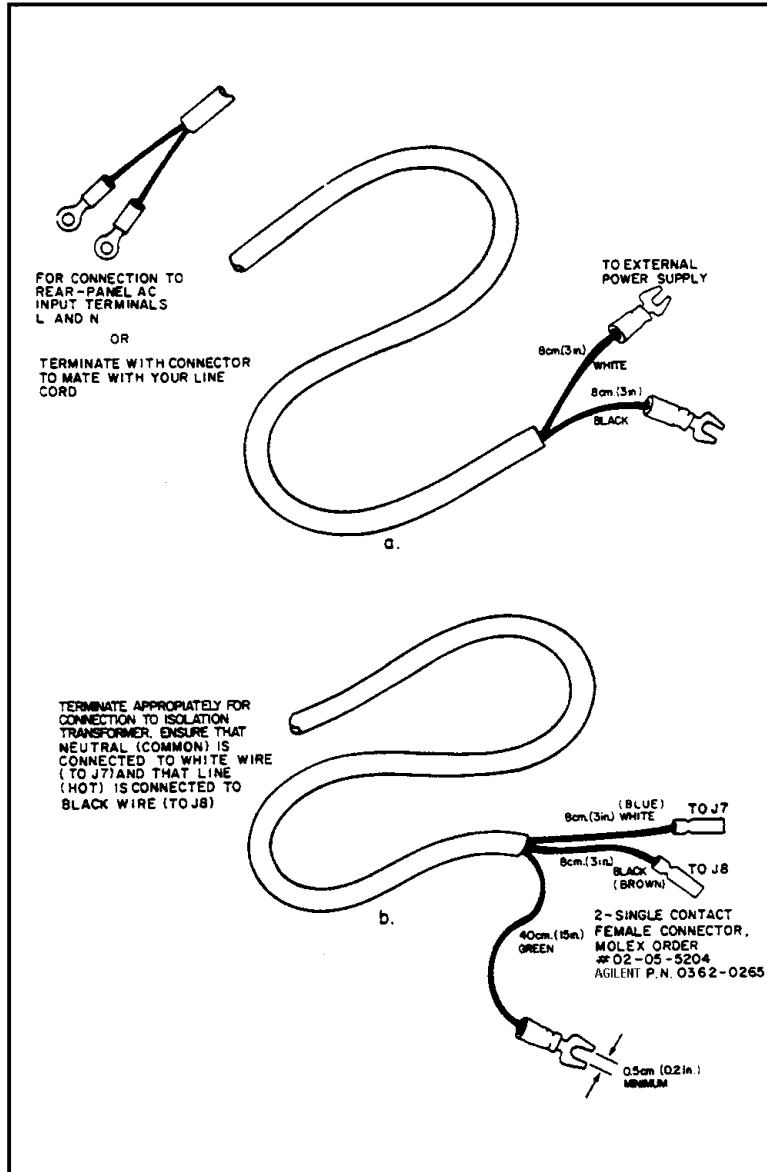 FOR CONNECTION TO
REAR-PANEL AC
INPUT TERMINALS
L AND N
OR
TERMINATE WITH CONNECTOR
TO MATE WITH YOUR LINE
CORD
TO EXTERNAL
POWER SUPPLY
8cm.(3in.)
WHITE
8cm.(3in)
BLACK
a.
TERMINATE APPROPIATELY FOR
CONNECTION TO ISOLATION
TRANSFORMER. ENSURE THAT
NEUTRAL (COMMON) IS
CONNECTED TO WHITE WIRE
(TO J7) AND THAT LINE
(HOT) IS CONNECTED TO
BLACK WIRE (TO J8)
(BLUE)
8cm.(3in.) WHITE
TO J7
8cm.(3in.)
BLACK
(BROWN)
TO J8
b.
40cm.(15in.)
GREEN
2-SINGLE CONTACT
FEMALE CONNECTOR,
MOLEX ORDER
#02-05-5204
AGILENT P.N. 0362-0265
0.5cm (0.2in.)
MINIMUM